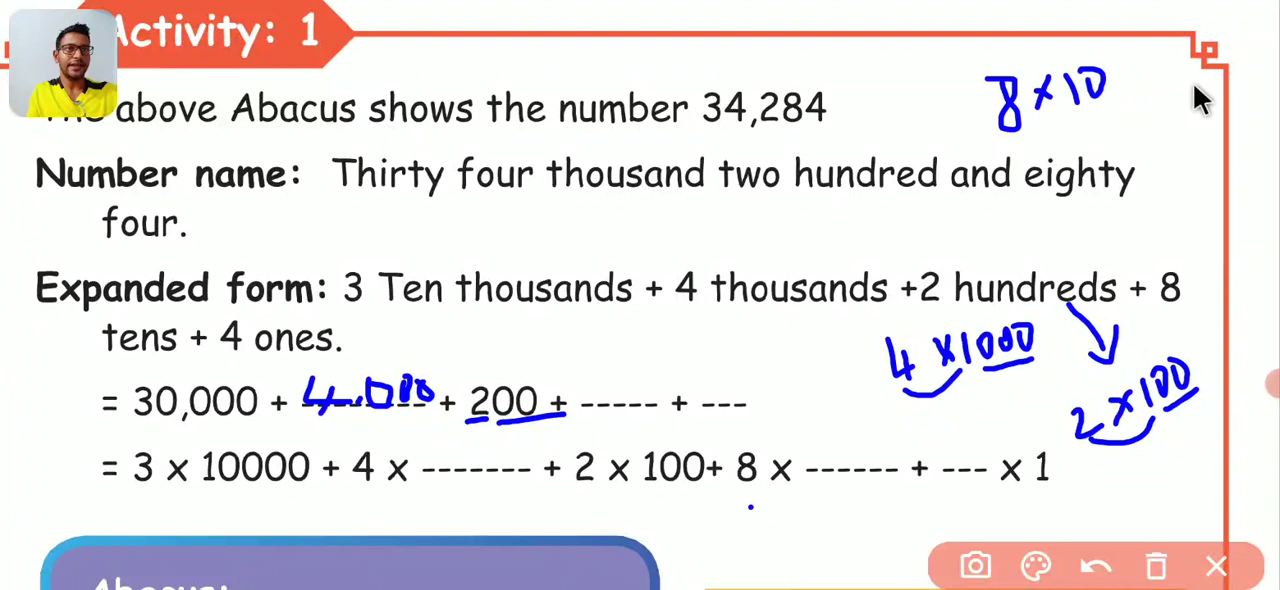 Activity: 1
above Abacus shows the number 34,284
8 × 10
Number name: Thirty four thousand two hundred and eighty
four.
Expanded form: 3 Ten thousands + 4 thousands +2 hundreds + 8
tens + 4 ones.
4 × 1000
= 30,000 + 4,000 + 200 + ----- + ---
2 × 100
= 3 x 10000 + 4 x ------- + 2 x 100+ 8 x ------ + --- x 1
Abacus: